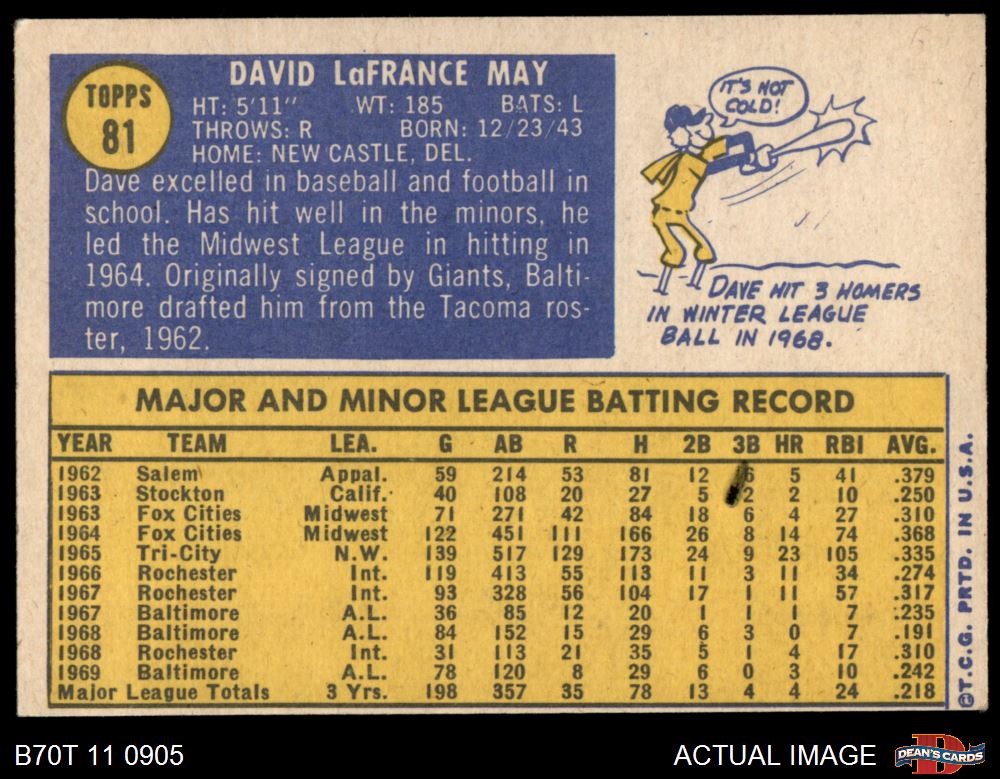 TOPPS
81
DAVID LaFRANCE MAY
HT: 5'11" WT: 185 BATS: L
THROWS: R BORN: 12/23/43
HOME: NEW CASTLE, DEL.
Dave excelled in baseball and football in
school. Has hit well in the minors, he
led the Midwest League in hitting in
1964. Originally signed by Giants, Balti-
more drafted him from the Tacoma ros-
ter, 1962.
IT'S NOT
COLD!
DAVE HIT 3 HOMERS
IN WINTER LEAGUE
BALL IN 1968.
MAJOR AND MINOR LEAGUE BATTING RECORD
YEAR TEAM LEA. G AB R H 2B 3B HR RBI AVG.
1962 Salem Appal. 59 214 53 81 12 6 5 41 .379
1963 Stockton Calif. 40 108 20 27 5 2 2 10 .250
1963 Fox Cities Midwest 71 271 42 84 18 6 4 27 .310
1964 Fox Cities Midwest 122 451 111 166 26 8 14 74 .368
1965 Tri-City N.W. 139 517 129 173 24 9 23 105 .335
1966 Rochester Int. 119 413 55 113 11 3 11 34 .274
1967 Rochester Int. 93 328 56 104 17 1 11 57 .317
1967 Baltimore A.L. 36 85 12 20 1 1 1 7 .235
1968 Baltimore A.L. 84 152 15 29 6 3 0 7 .191
1968 Rochester Int. 31 113 21 35 5 1 4 17 .310
1969 Baltimore A.L. 78 120 8 29 6 0 3 10 .242
Major League Totals 3 Yrs. 198 357 35 78 13 4 4 24 .218
©T.C.G. PRTD. IN U.S.A.
B70T 11 0905
ACTUAL IMAGE
DEAN'S CARDS